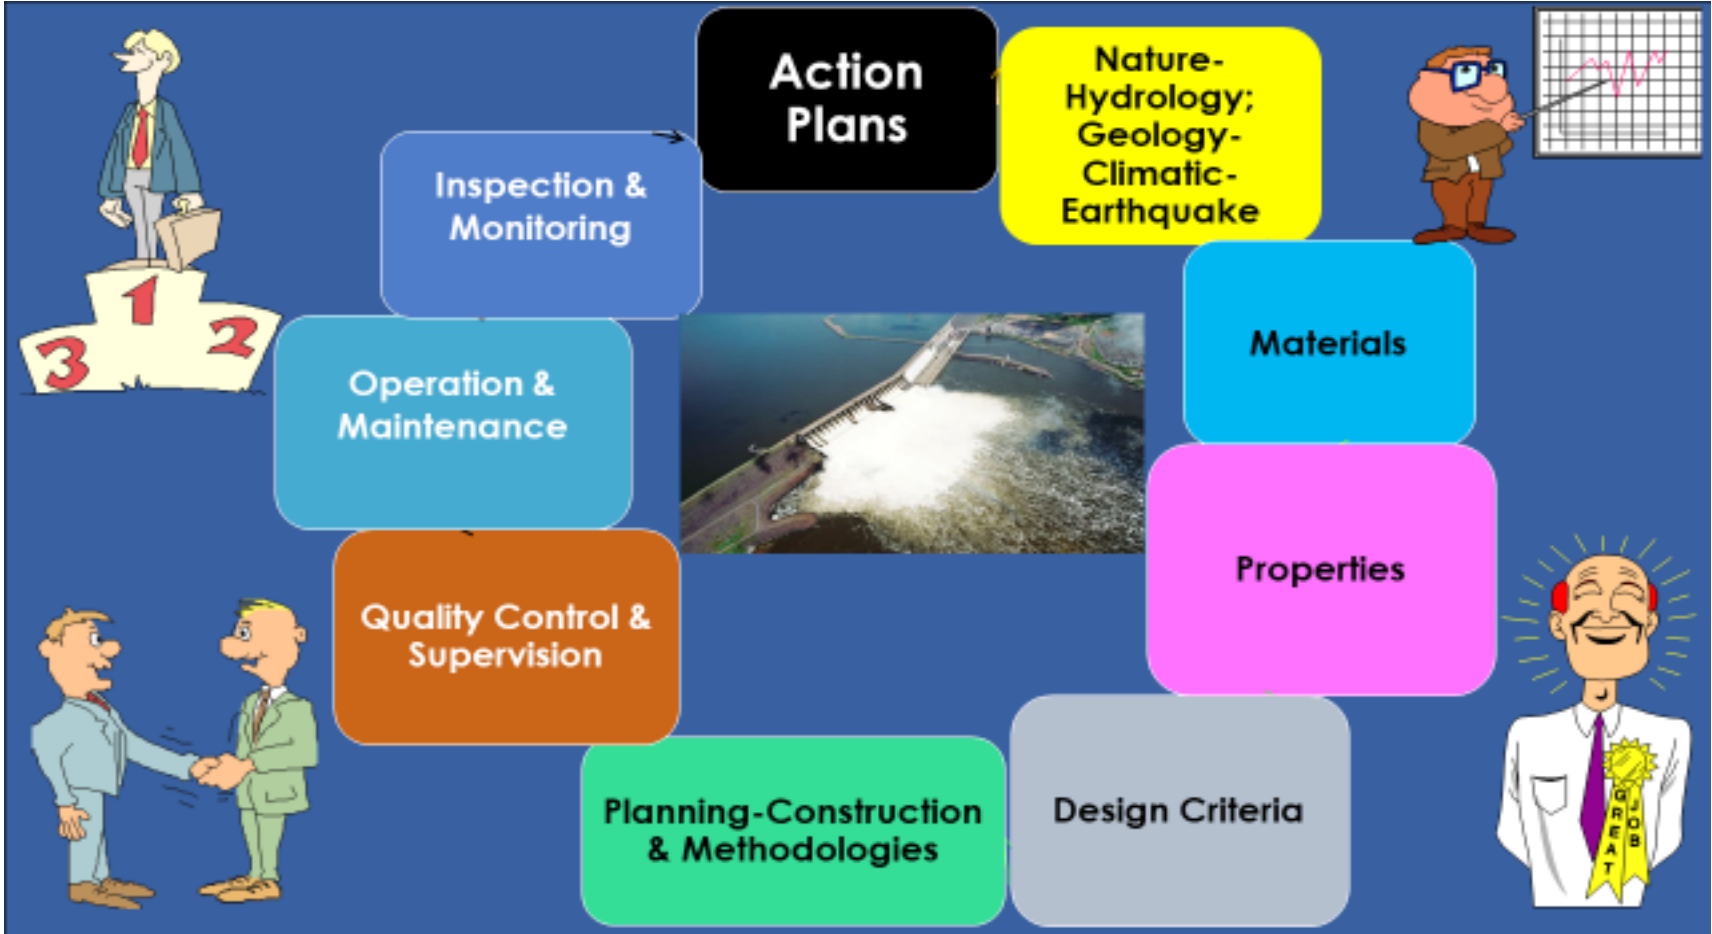 Action
Plans
Nature-
Hydrology;
Geology-
Climatic-
Earthquake
Materials
Properties
Design Criteria
Planning-Construction
& Methodologies
Quality Control &
Supervision
Operation &
Maintenance
Inspection &
Monitoring
1
2
3
GREAT
JOB